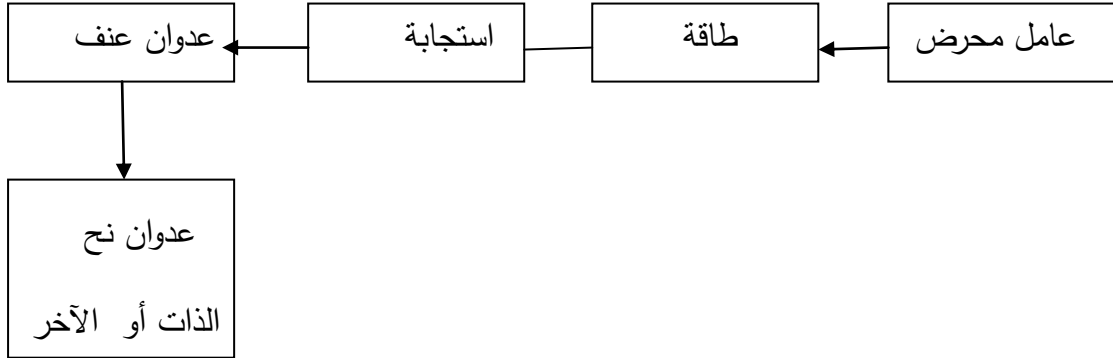 عامل محرض
طاقة
استجابة
عدوان عنف
عدوان نح
الذات أو الآخر